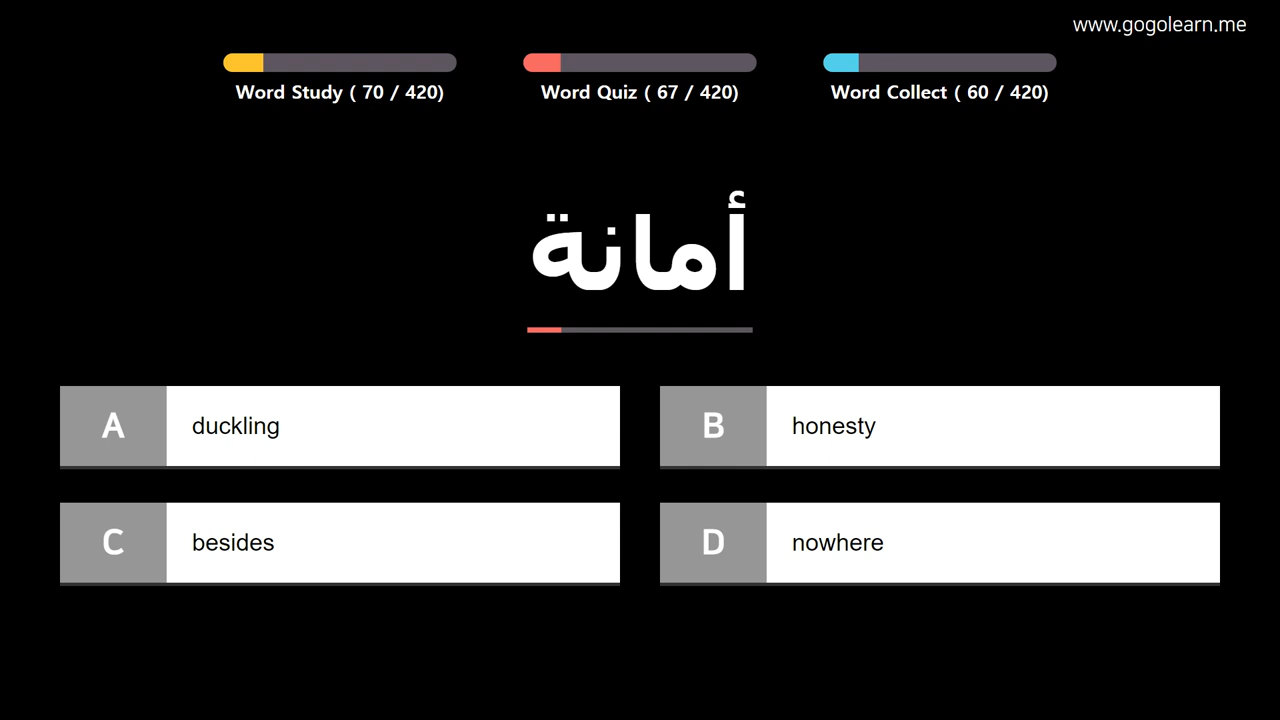 www.gogolearn.me
Word Study ( 70 / 420)
Word Quiz ( 67 / 420)
Word Collect ( 60 / 420)
أمانة
A duckling
B honesty
C besides
D nowhere